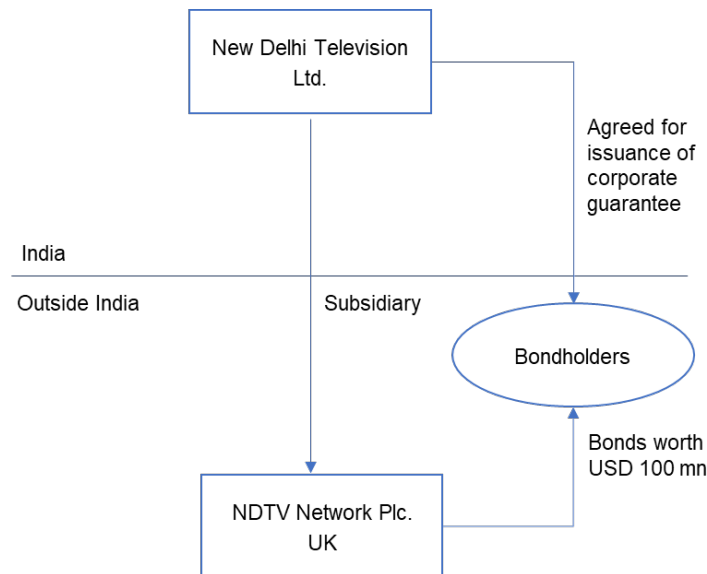 New Delhi Television
Ltd.
Agreed for
issuance of
corporate
guarantee
India
Outside India
Subsidiary
Bondholders
Bonds worth
USD 100 mn
NDTV Network Plc.
UK